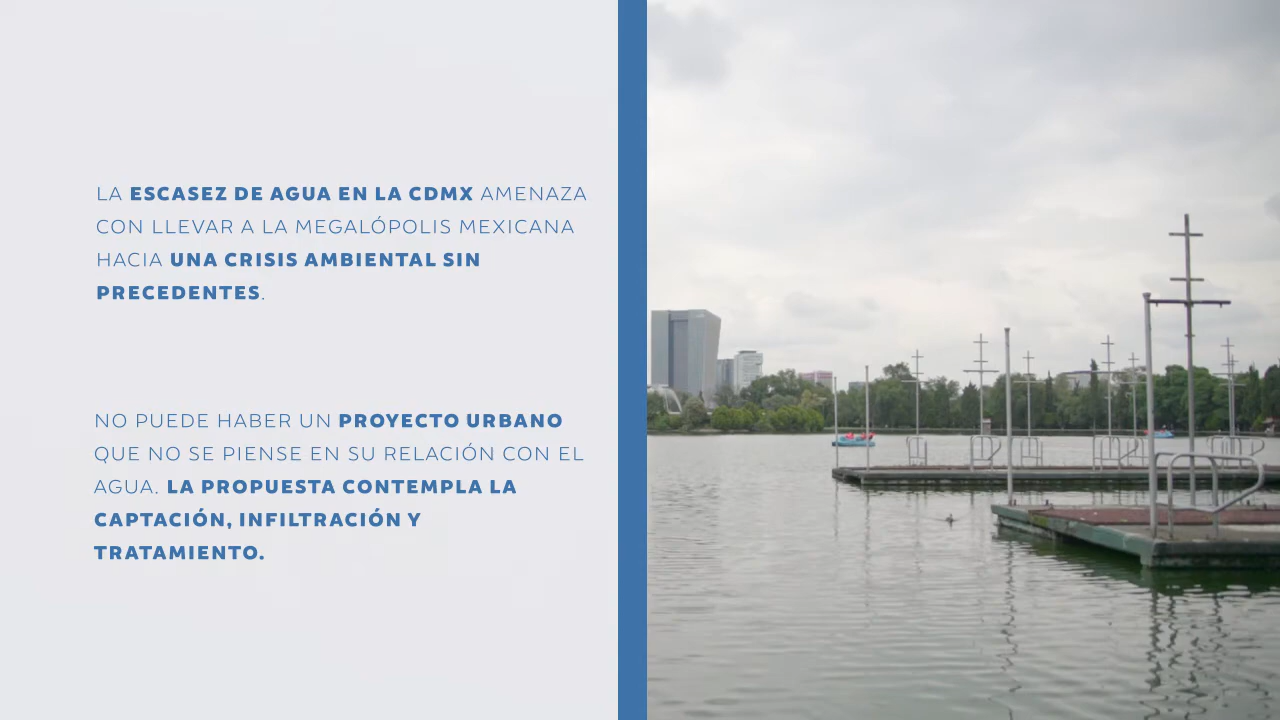 LA ESCASEZ DE AGUA EN LA CDMX AMENAZA
CON LLEVAR A LA MEGALÓPOLIS MEXICANA
HACIA UNA CRISIS AMBIENTAL SIN
PRECEDENTES.
NO PUEDE HABER UN PROYECTO URBANO
QUE NO SE PIENSE EN SU RELACIÓN CON EL
AGUA. LA PROPUESTA CONTEMPLA LA
CAPTACIÓN, INFILTRACIÓN Y
TRATAMIENTO.